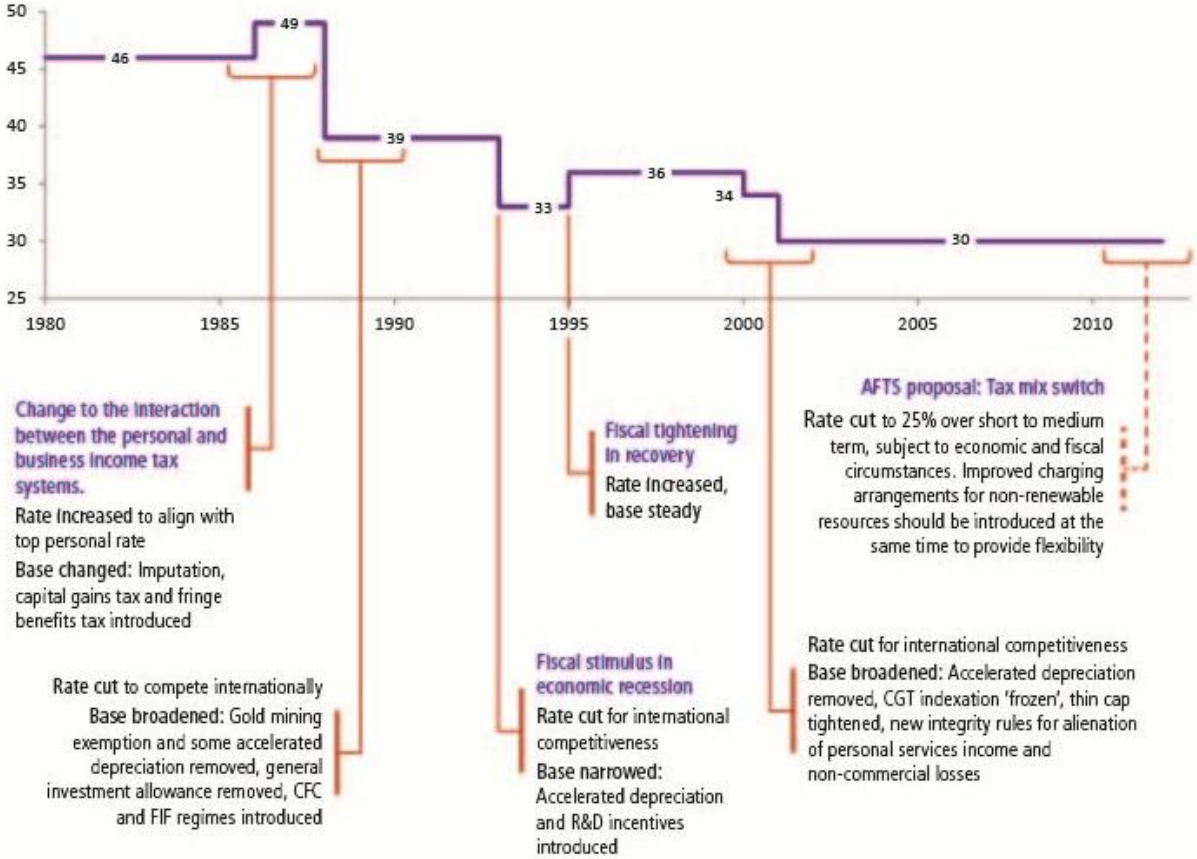 50
49
46
45
40
39
36
35
34
33
30
30
25
1980
1985
1990
1995
2000
2005
2010
Change to the interaction
between the personal and
business income tax
systems.
Rate increased to align with
top personal rate
Base changed: Imputation,
capital gains tax and fringe
benefits tax introduced
Rate cut to compete internationally
Base broadened: Gold mining
exemption and some accelerated
depreciation removed, general
investment allowance removed, CFC
and FIF regimes introduced
Fiscal tightening
in recovery
Rate increased,
base steady
Fiscal stimulus in
economic recession
Rate cut for international
competitiveness
Base narrowed:
Accelerated depreciation
and R&D incentives
introduced
AFTS proposal: Tax mix switch
Rate cut to 25% over short to medium
term, subject to economic and fiscal
circumstances. Improved charging
arrangements for non-renewable
resources should be introduced at the
same time to provide flexibility
Rate cut for international competitiveness
Base broadened: Accelerated depreciation
removed, CGT indexation ‘frozen’, thin cap
tightened, new integrity rules for alienation
of personal services income and
non-commercial losses